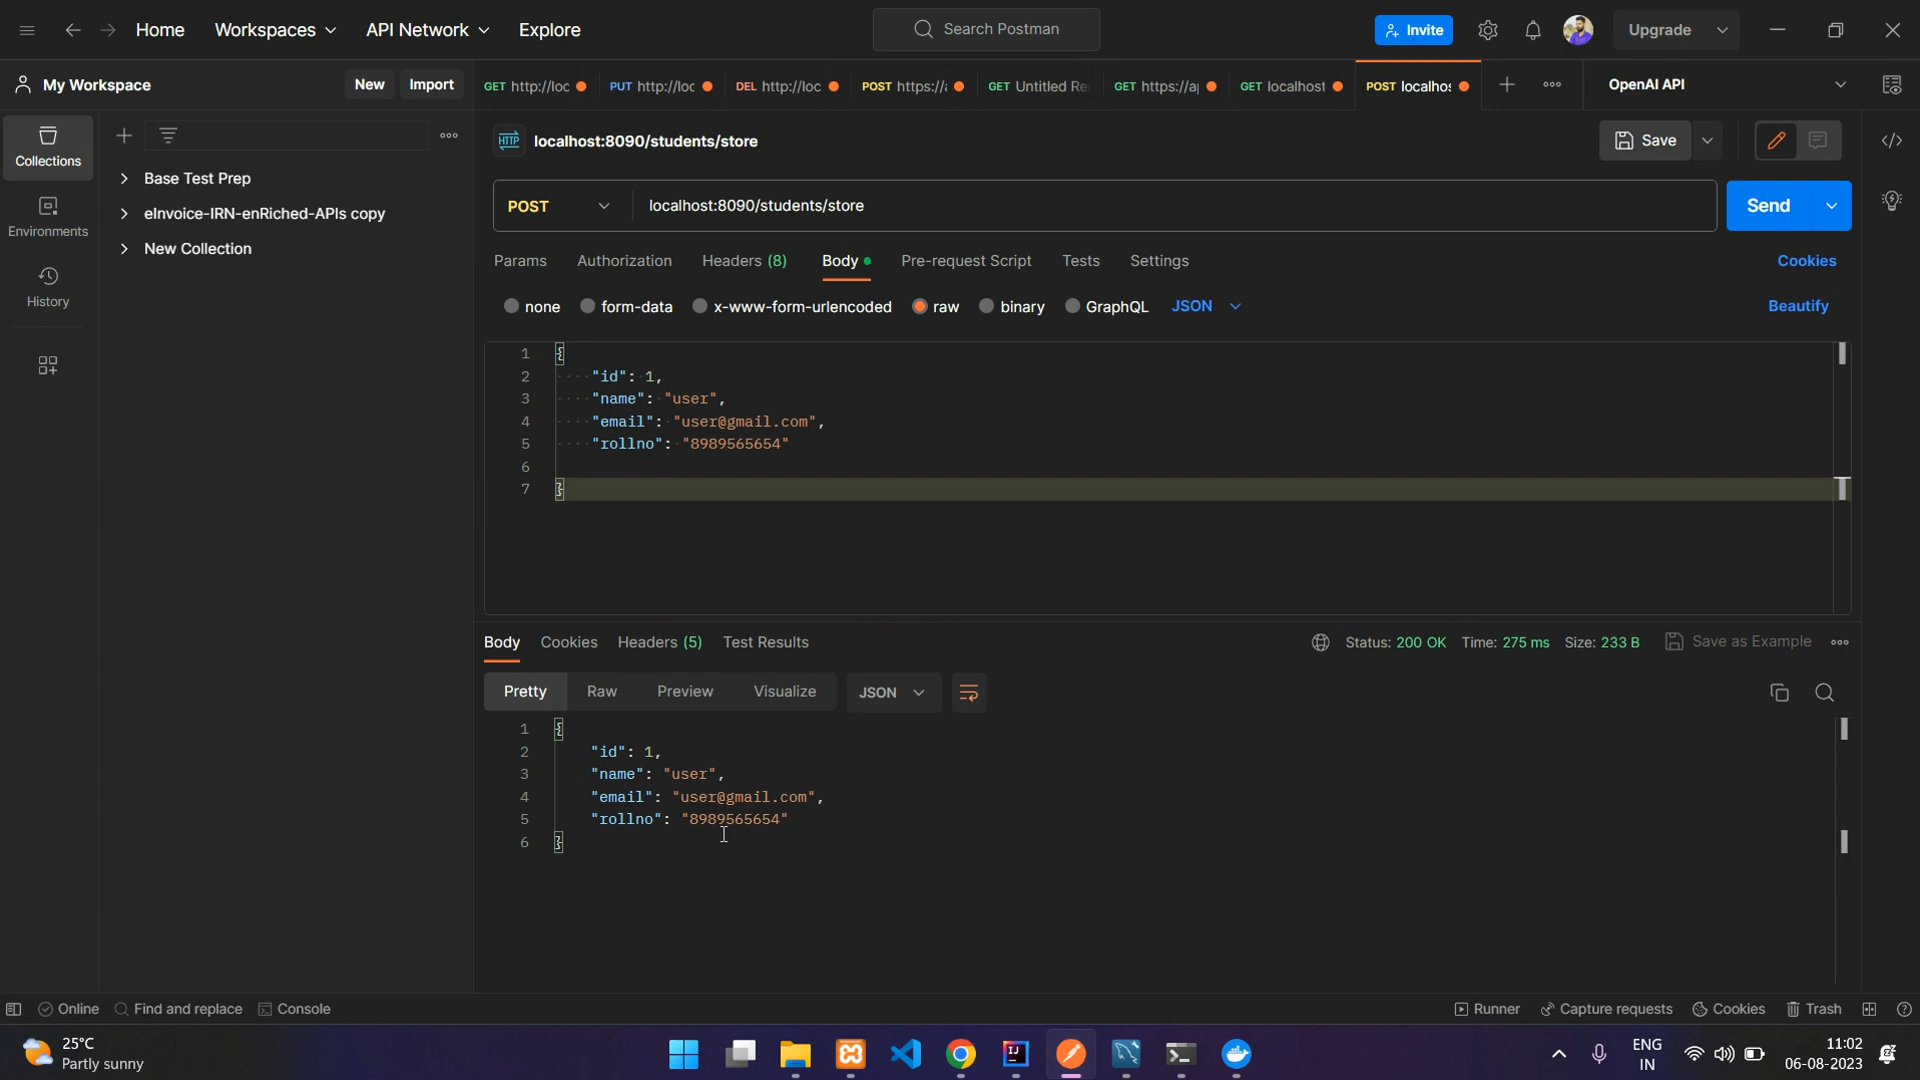 Home
Workspaces
API Network
Explore
Search Postman
Invite
Upgrade
My Workspace
New
Import
GET http://loc
PUT http://loc
DEL http://loc
POST https://a
GET Untitled Re
GET https://a
GET localhost
POST localhos
OpenAI API
Collections
Environments
History
Base Test Prep
eInvoice-IRN-enRiched-APIs copy
New Collection
HTTP
localhost:8090/students/store
Save
POST
localhost:8090/students/store
Send
Params
Authorization
Headers (8)
Body
Pre-request Script
Tests
Settings
Cookies
none
form-data
x-www-form-urlencoded
raw
binary
GraphQL
JSON
Beautify
1 {
2 "id": 1,
3 "name": "user",
4 "email": "user@gmail.com",
5 "rollno": "8989565654"
6
7 }
Body
Cookies
Headers (5)
Test Results
Status: 200 OK
Time: 275 ms
Size: 233 B
Save as Example
Pretty
Raw
Preview
Visualize
JSON
1 {
2 "id": 1,
3 "name": "user",
4 "email": "user@gmail.com",
5 "rollno": "8989565654"
6 }
Online
Find and replace
Console
Runner
Capture requests
Cookies
Trash
25°C
Partly sunny
IJ
ENG
IN
11:02
06-08-2023